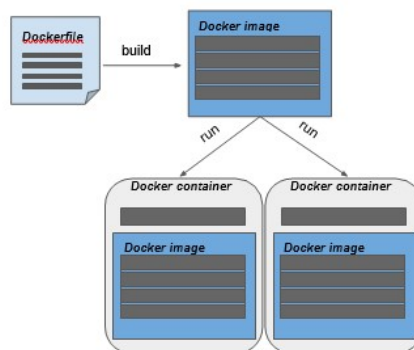 Dockerfile
build
Docker image
run
run
Docker container
Docker container
Docker image
Docker image